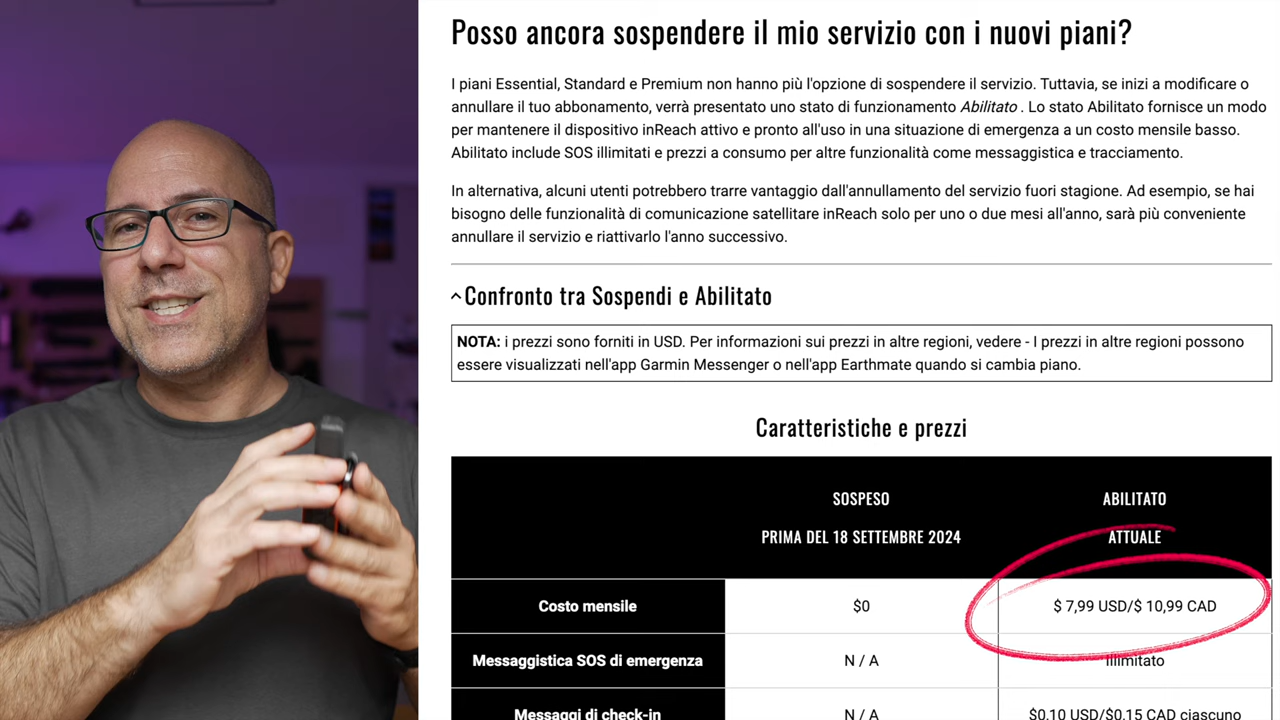 Posso ancora sospendere il mio servizio con i nuovi piani?
I piani Essential, Standard e Premium non hanno più l'opzione di sospendere il servizio. Tuttavia, se inizi a modificare o
annullare il tuo abbonamento, verrà presentato uno stato di funzionamento Abilitato . Lo stato Abilitato fornisce un modo
per mantenere il dispositivo inReach attivo e pronto all'uso in una situazione di emergenza a un costo mensile basso.
Abilitato include SOS illimitati e prezzi a consumo per altre funzionalità come messaggistica e tracciamento.
In alternativa, alcuni utenti potrebbero trarre vantaggio dall'annullamento del servizio fuori stagione. Ad esempio, se hai
bisogno delle funzionalità di comunicazione satellitare inReach solo per uno o due mesi all'anno, sarà più conveniente
annullare il servizio e riattivarlo l'anno successivo.
Confronto tra Sospendi e Abilitato
NOTA: i prezzi sono forniti in USD. Per informazioni sui prezzi in altre regioni, vedere - I prezzi in altre regioni possono
essere visualizzati nell'app Garmin Messenger o nell'app Earthmate quando si cambia piano.
Caratteristiche e prezzi
SOSPESO ABILITATO
PRIMA DEL 18 SETTEMBRE 2024 ATTUALE
Costo mensile $0 $ 7,99 USD/$ 10,99 CAD
Messaggistica SOS di emergenza N / A Illimitato
Messaggi di check-in N / A $0,10 USD/$0,15 CAD ciascuno